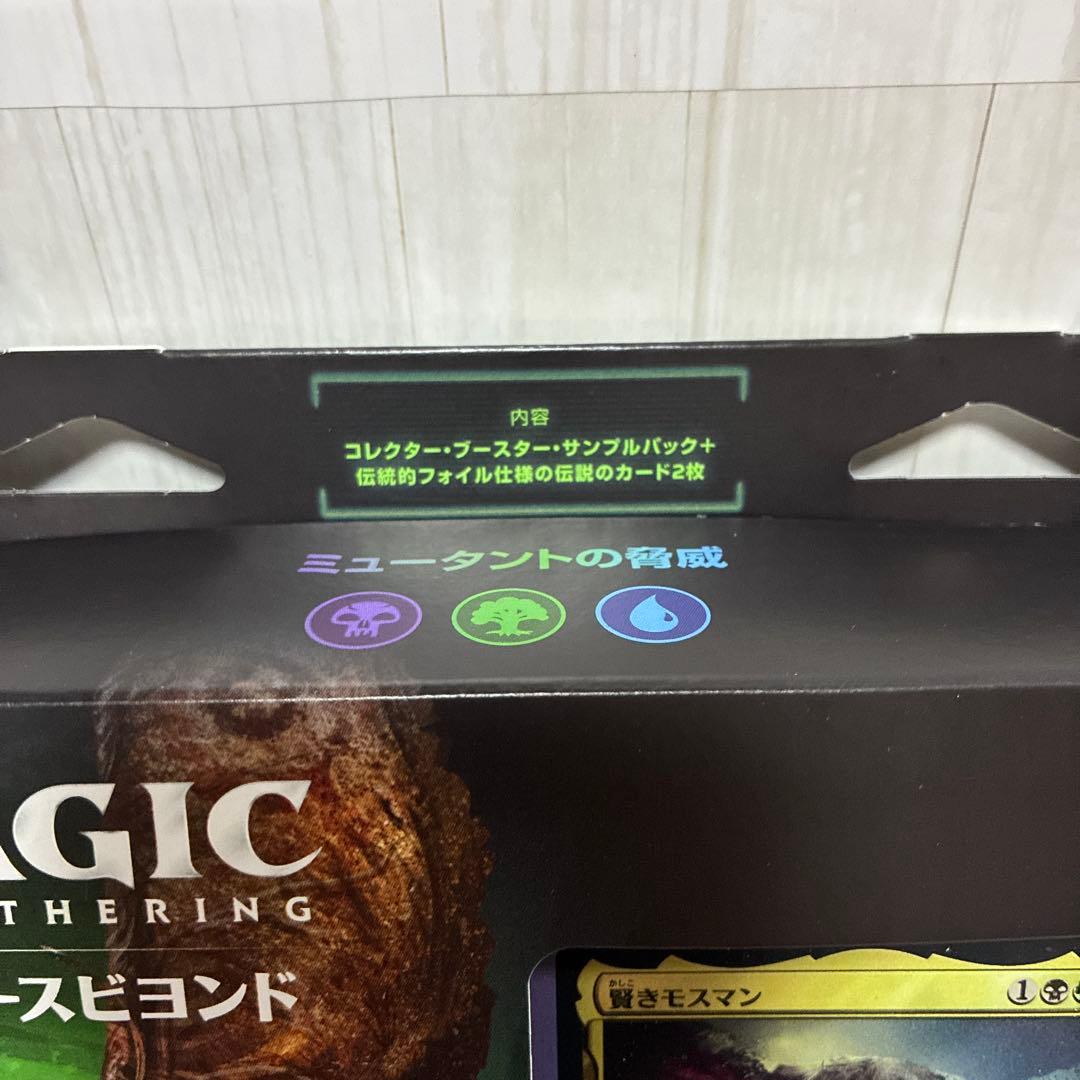 内容
コレクター・ブースター・サンプルパック＋
伝統的フォイル仕様の伝説のカード2枚
ミュータントの脅威
AGIC
THERING
ースビヨンド
かしこ
賢きモスマン
1